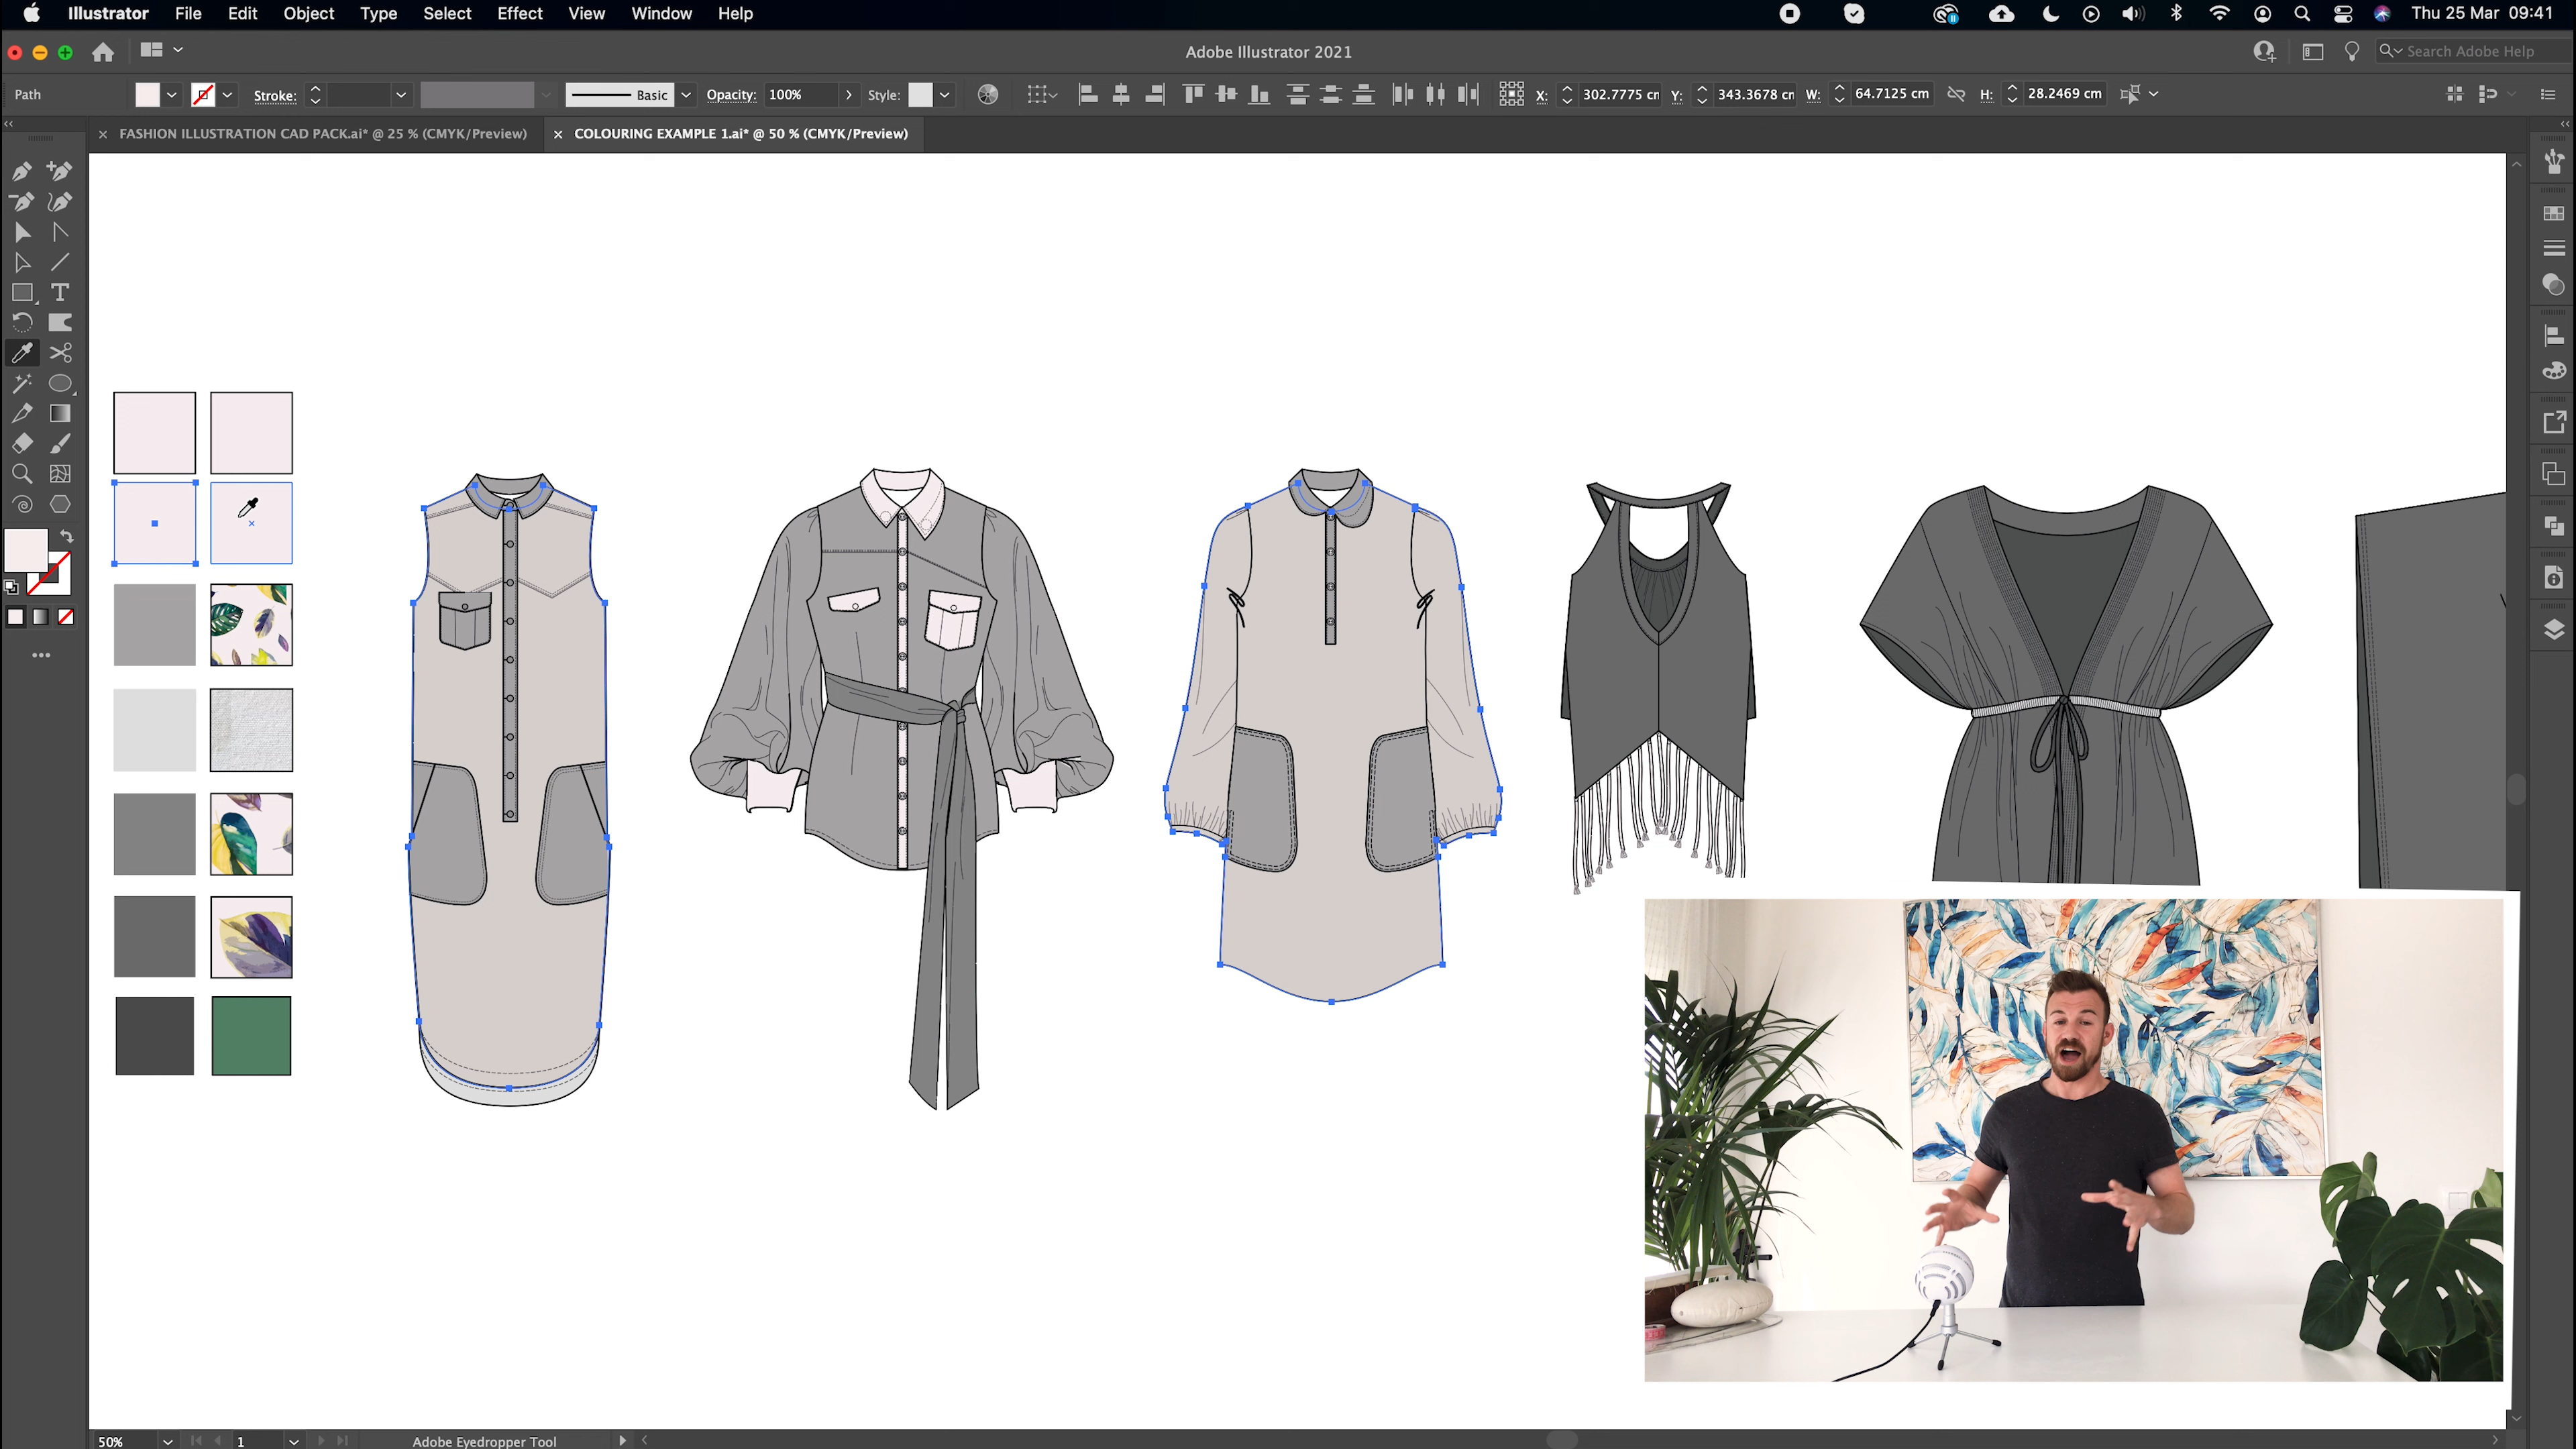 Illustrator File Edit Object Type Select Effect View Window Help Thu 25 Mar 09:41
Adobe Illustrator 2021 Search Adobe Help
Path Stroke: Basic Opacity: 100% Style: X: 302.7775 cm Y: 343.3678 cm W: 64.7125 cm H: 28.2469 cm
FASHION ILLUSTRATION CAD PACK.ai* @ 25 % (CMYK/Preview) COLOURING EXAMPLE 1.ai* @ 50 % (CMYK/Preview)
50% 1 Adobe Eyedropper Tool